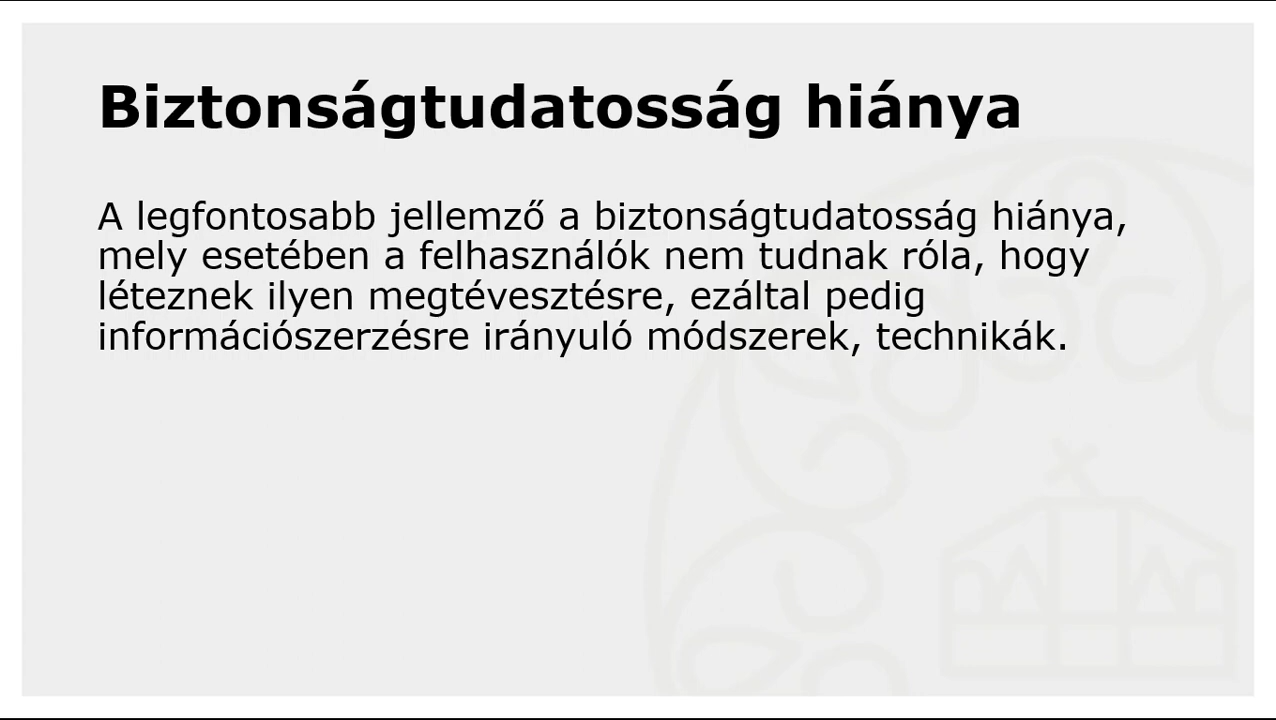 Biztonságtudatosság hiánya
A legfontosabb jellemző a biztonságtudatosság hiánya,
mely esetében a felhasználók nem tudnak róla, hogy
léteznek ilyen megtévesztésre, ezáltal pedig
információszerzésre irányuló módszerek, technikák.